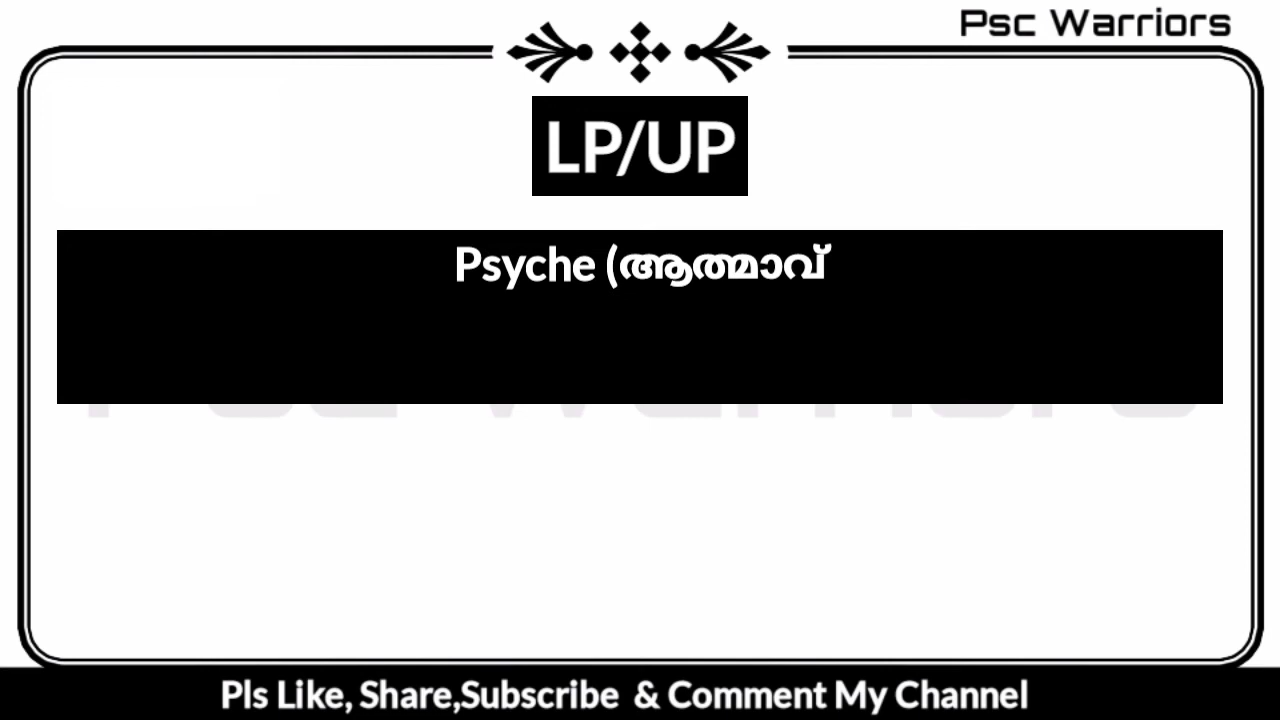 Psc Warriors
LP/UP
Psyche (ആത്മാവ്
Pls Like, Share,Subscribe & Comment My Channel